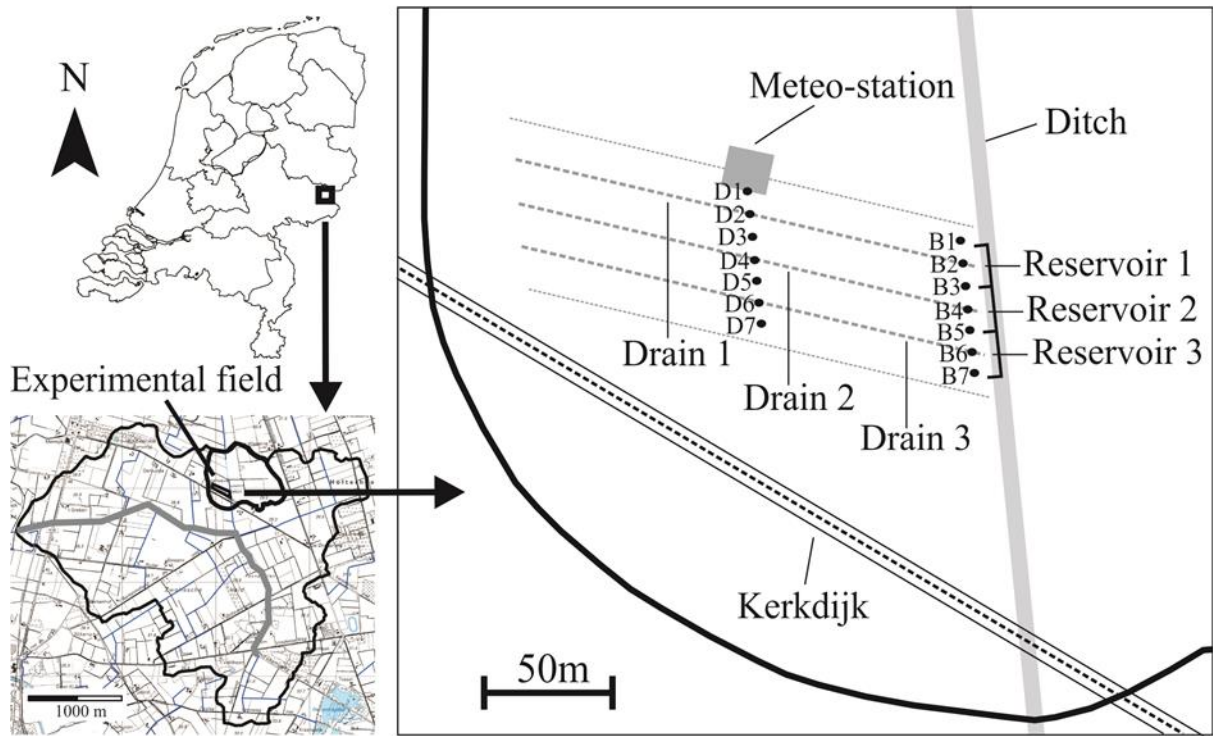 N
Experimental field
1000 m
Meteo-station
Ditch
D1
D2
D3
D4
D5
D6
D7
B1
B2
B3
B4
B5
B6
B7
Reservoir 1
Reservoir 2
Reservoir 3
Drain 1
Drain 2
Drain 3
Kerkdijk
50m